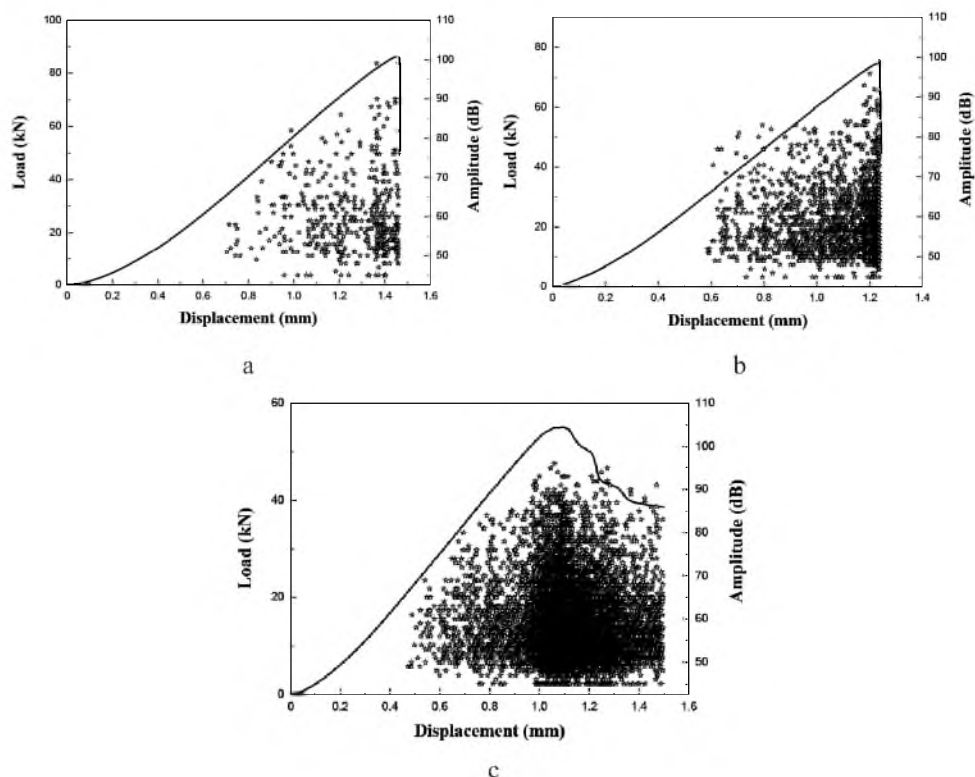 100 110
80 100
60 90
40 80
20 70
0 60
50
Load (kN)
Amplitude (dB)
0 0.2 0.4 0.6 0.8 1.0 1.2 1.4 1.6
Displacement (mm)
a
80 110
60 100
40 90
20 80
0 70
60
50
Load (kN)
Amplitude (dB)
0 0.2 0.4 0.6 0.8 1.0 1.2 1.4
Displacement (mm)
b
60 110
40 100
20 90
0 80
70
60
50
Load (kN)
Amplitude (dB)
0 0.2 0.4 0.6 0.8 1.0 1.2 1.4 1.6
Displacement (mm)
c